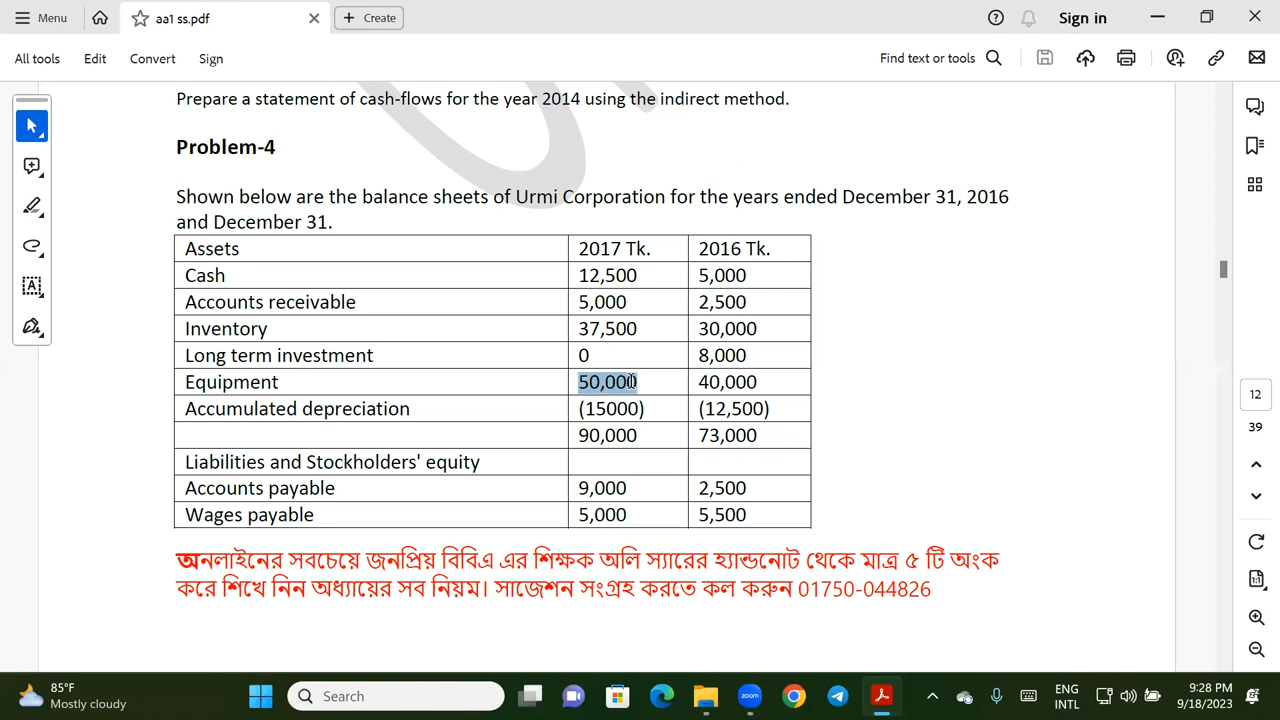 Menu
aa1 ss.pdf
Create
Sign in
All tools Edit Convert Sign
Find text or tools
Prepare a statement of cash-flows for the year 2014 using the indirect method.
Problem-4
Shown below are the balance sheets of Urmi Corporation for the years ended December 31, 2016
and December 31.
Assets 2017 Tk. 2016 Tk.
Cash 12,500 5,000
Accounts receivable 5,000 2,500
Inventory 37,500 30,000
Long term investment 0 8,000
Equipment 50,000 40,000
Accumulated depreciation (15000) (12,500)
90,000 73,000
Liabilities and Stockholders' equity
Accounts payable 9,000 2,500
Wages payable 5,000 5,500
অনলাইনের সবচেয়ে জনপ্রিয় বিবিএ এর শিক্ষক অলি স্যারের হ্যান্ডনোট থেকে মাত্র ৫ টি অংক
করে শিখে নিন অধ্যায়ের সব নিয়ম। সাজেশন সংগ্রহ করতে কল করুন 01750-044826
12
39
1:1
85°F
Mostly cloudy
Search
zoom
ENG
INTL
9:28 PM
9/18/2023